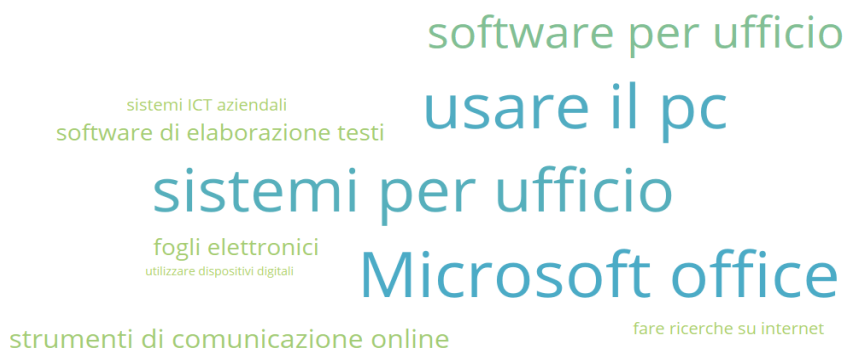 software per ufficio
sistemi ICT aziendali
usare il pc
software di elaborazione testi
sistemi per ufficio
fogli elettronici
utilizzare dispositivi digitali
Microsoft office
fare ricerche su internet
strumenti di comunicazione online